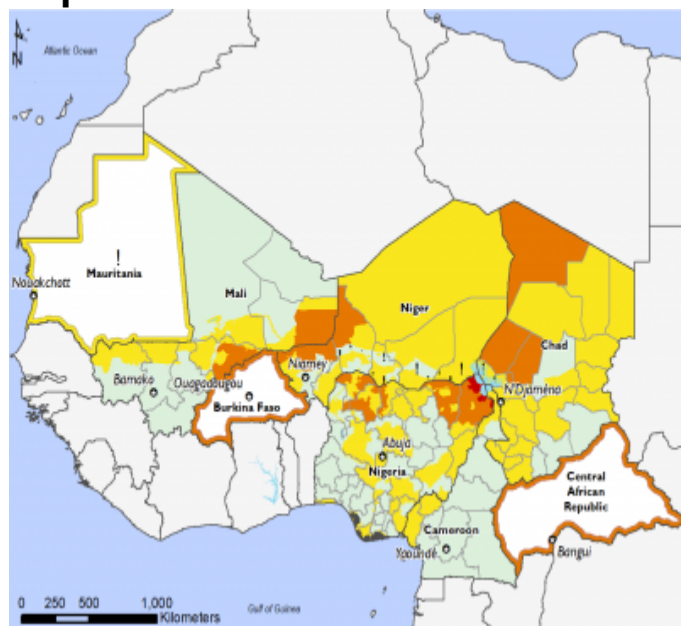 N
Atlantic Ocean
!
Mauritania
Nouakchott
Mali
Niger
Chad
Niamey
! ! ! ! !
Bamako
Ouagadougou
N'Djaména
Burkina Faso
Abuja
Nigeria
Central
African
Republic
Cameroon
Yaoundé
Bangui
0 250 500 1,000
Kilometers
Gulf of Guinea